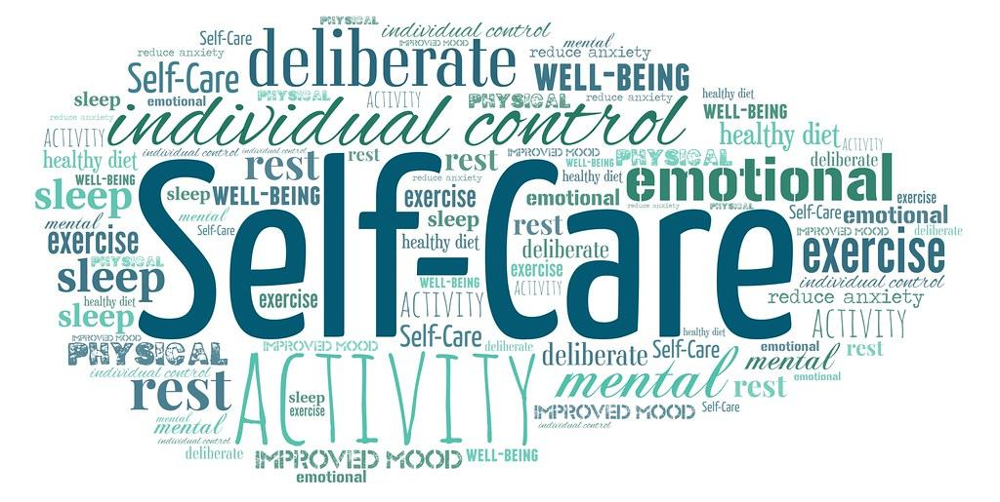 PHYSICAL
individual control
Self-Care
IMPROVED MOOD
mental
reduce anxiety
deliberate
reduce anxiety
Self-Care
WELL-BEING
sleep
emotional
PHYSICAL
ACTIVITY
PHYSICAL
reduce anxiety
healthy diet
WELL-BEING
reduce anxiety
individual control
ACTIVITY
healthy diet
ACTIVITY
individual control
individual control
rest
rest
rest
IMPROVED MOOD
WELL-BEING
PHYSICAL
deliberate
healthy diet
WELL-BEING
reduce anxiety
healthy diet
emotional
sleep
sleep
WELL-BEING
exercise
emotional
reduce anxiety
PHYSICAL
exercise
mental
mental
Self-Care
sleep
rest
Self-Care
emotional
exercise
Self-Care
healthy diet
deliberate
IMPROVED MOOD
deliberate
exercise
PHYSICAL
sleep
exercise
WELL-BEING
ACTIVITY
individual control
healthy diet
exercise
ACTIVITY
reduce anxiety
sleep
ACTIVITY
IMPROVED MOOD
Self-Care
healthy diet
PHYSICAL
IMPROVED MOOD
deliberate
deliberate
Self-Care
emotional
rest
individual control
mental
rest
ACTIVITY
mental
rest
emotional
sleep
exercise
IMPROVED MOOD
Self-Care
mental
mental
individual control
individual control
deliberate
IMPROVED MOOD
WELL-BEING
emotional